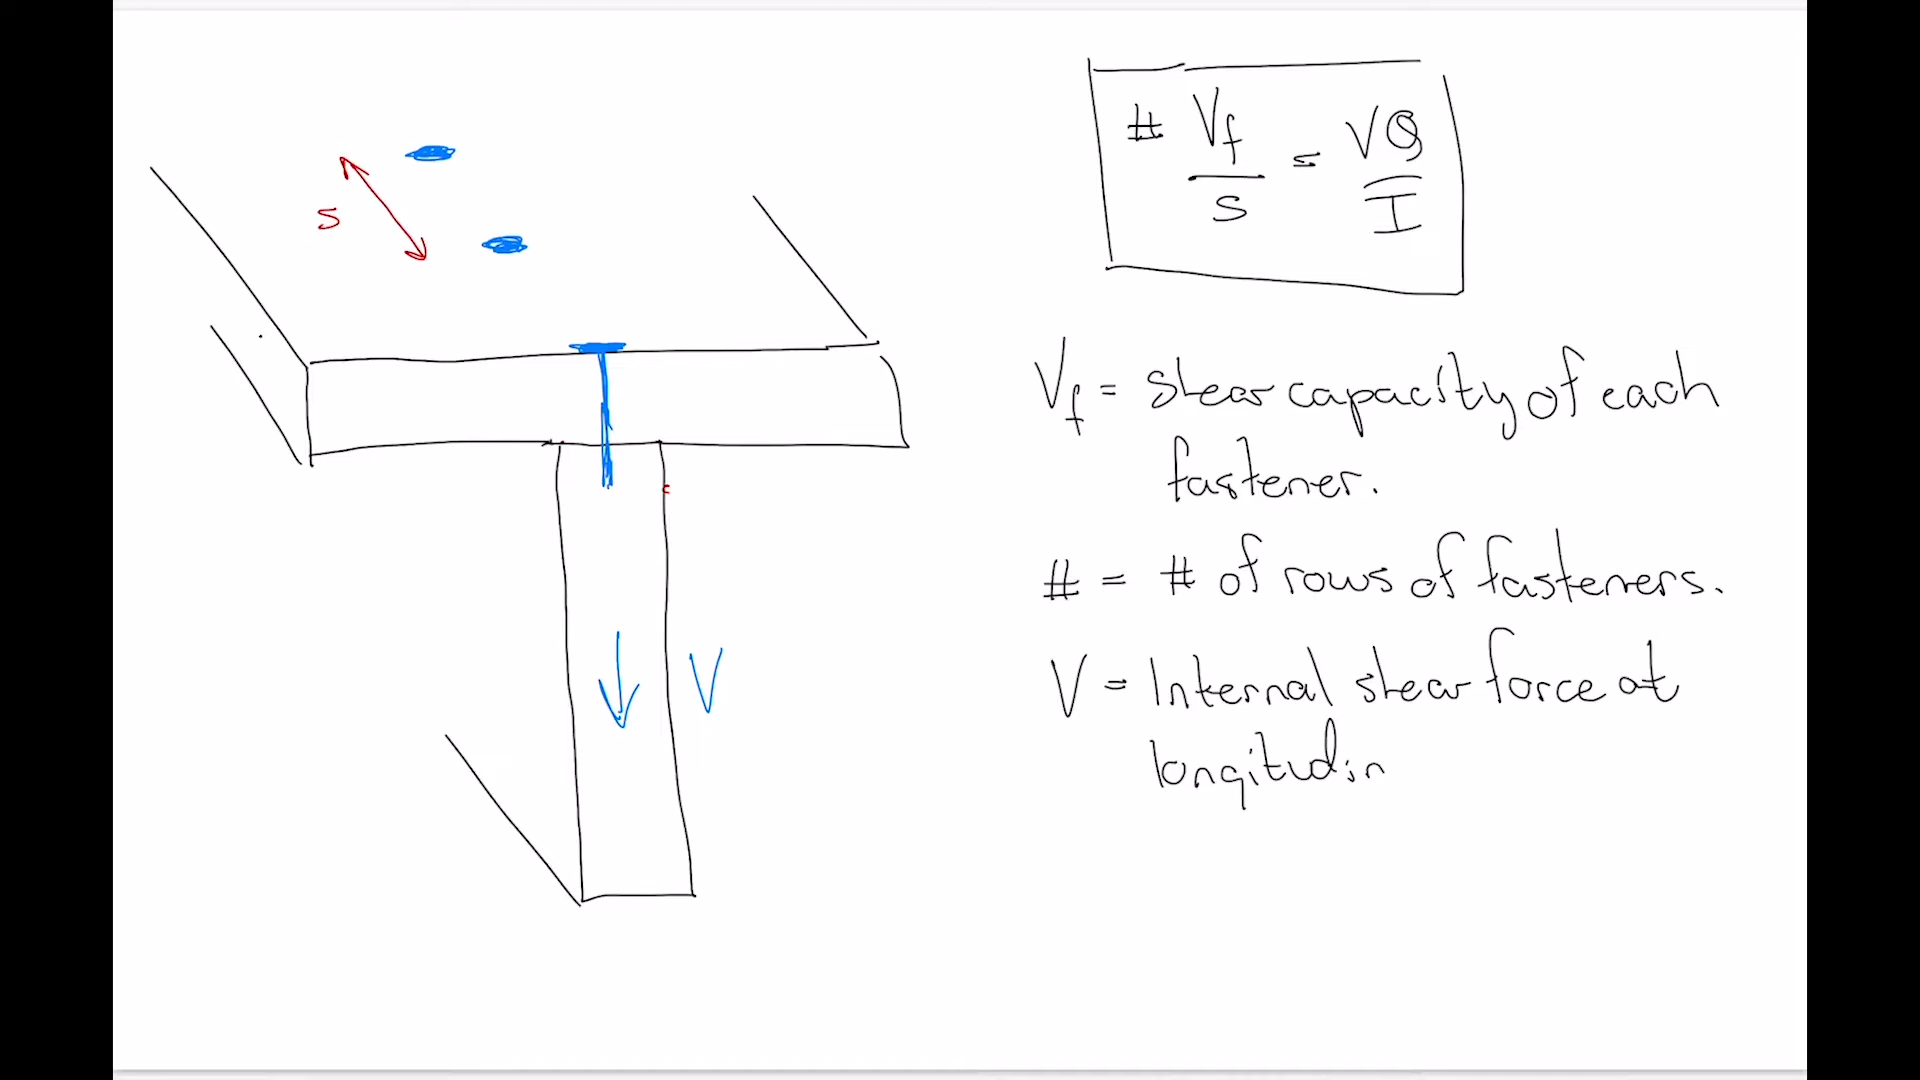 s
V
# Vf/s = VQ/I
Vf = shear capacity of each
fastener.
# = # of rows of fasteners.
V = Internal shear force at
longitudin